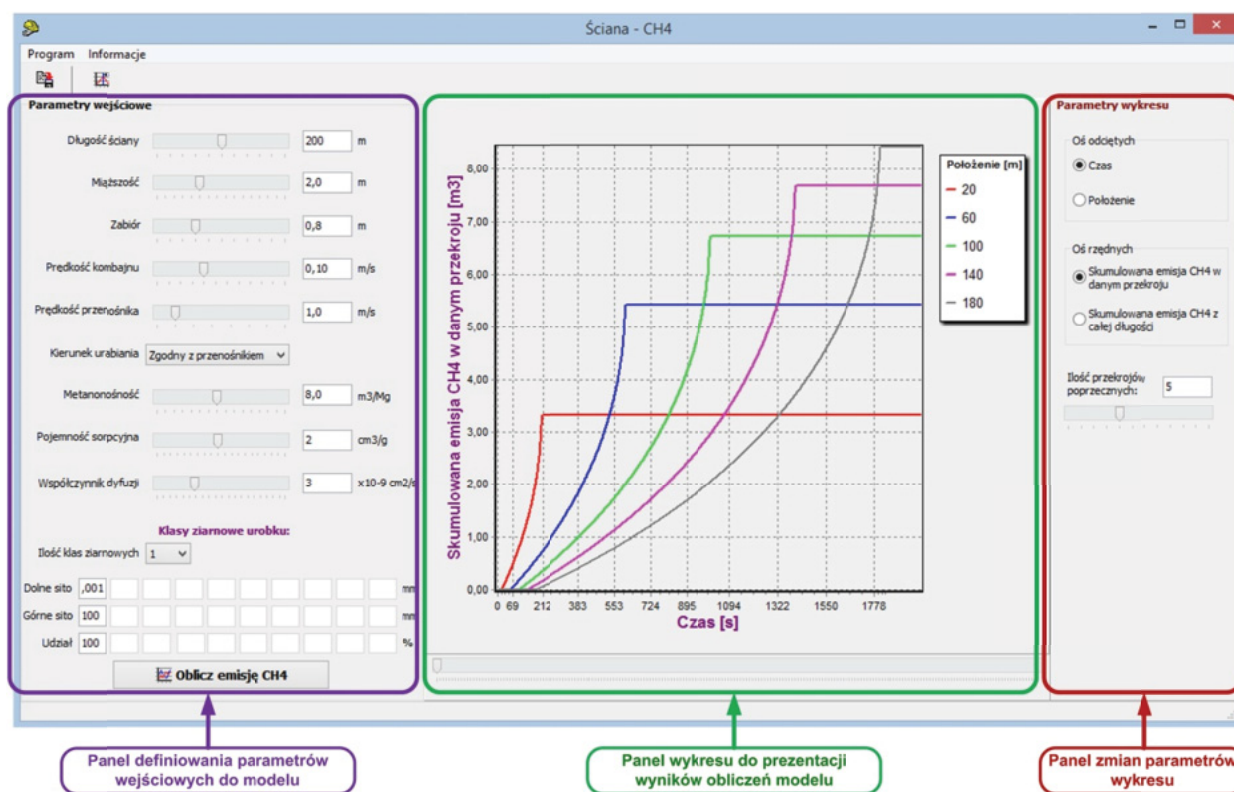 Ściana - CH4
Program Informacje
Parametry wejściowe
Długość ściany 200 m
Miąższość 2,0 m
Zabiór 0,8 m
Prędkość kombajnu 0,10 m/s
Prędkość przenośnika 1,0 m/s
Kierunek urabiania Zgodny z przenośnikiem
Metanonośność 8,0 m3/Mg
Pojemność sorpcyjna 2 cm3/g
Współczynnik dyfuzji 3 x10-9 cm2/s
Klasy ziarnowe urobku:
Ilość klas ziarnowych 1
Dolne sito ,001 mm
Górne sito 100 mm
Udział 100 %
Oblicz emisję CH4
Skumulowana emisja CH4 w danym przekroju [m3]
8,00
7,00
6,00
5,00
4,00
3,00
2,00
1,00
0,00
0 69 212 383 553 724 895 1094 1322 1550 1778
Czas [s]
Położenie [m]
20
60
100
140
180
Parametry wykresu
Oś odciętych
Czas
Położenie
Oś rzędnych
Skumulowana emisja CH4 w
danym przekroju
Skumulowana emisja CH4 z
całej długości
Ilość przekrojów
poprzecznych: 5
Panel definiowania parametrów
wejściowych do modelu
Panel wykresu do prezentacji
wyników obliczeń modelu
Panel zmian parametrów
wykresu